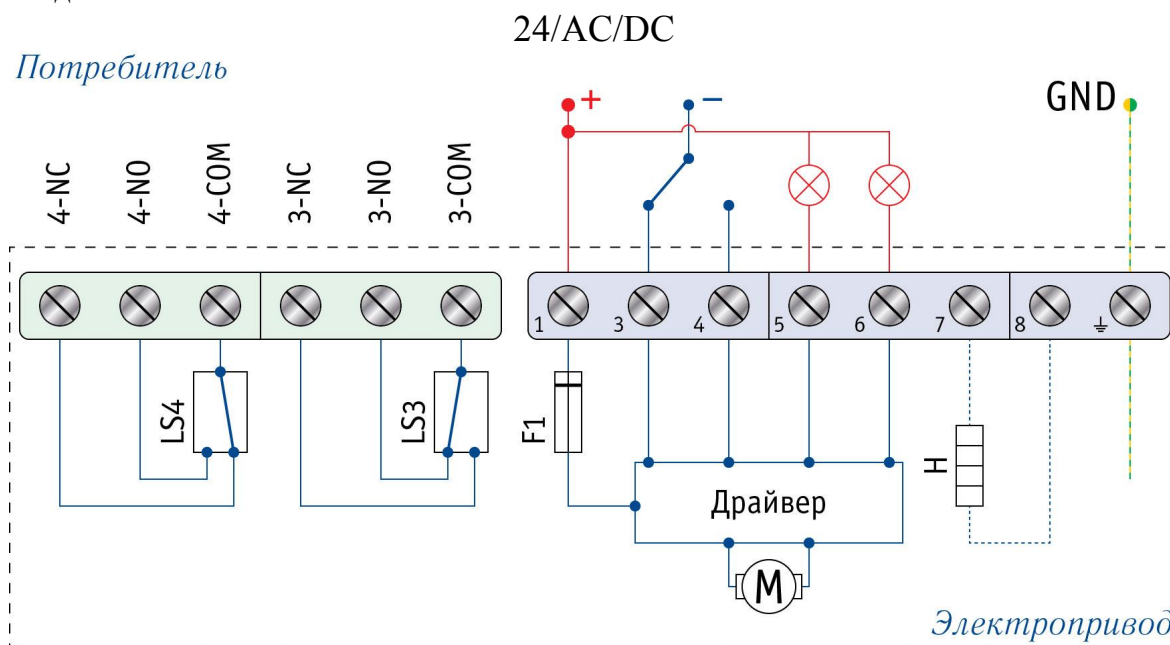 24/AC/DC
Потребитель
+ −
GND
4-NC 4-NO 4-COM 3-NC 3-NO 3-COM
1 3 4 5 6 7 8
LS4 LS3 F1 H
Драйвер
M
Электропривод